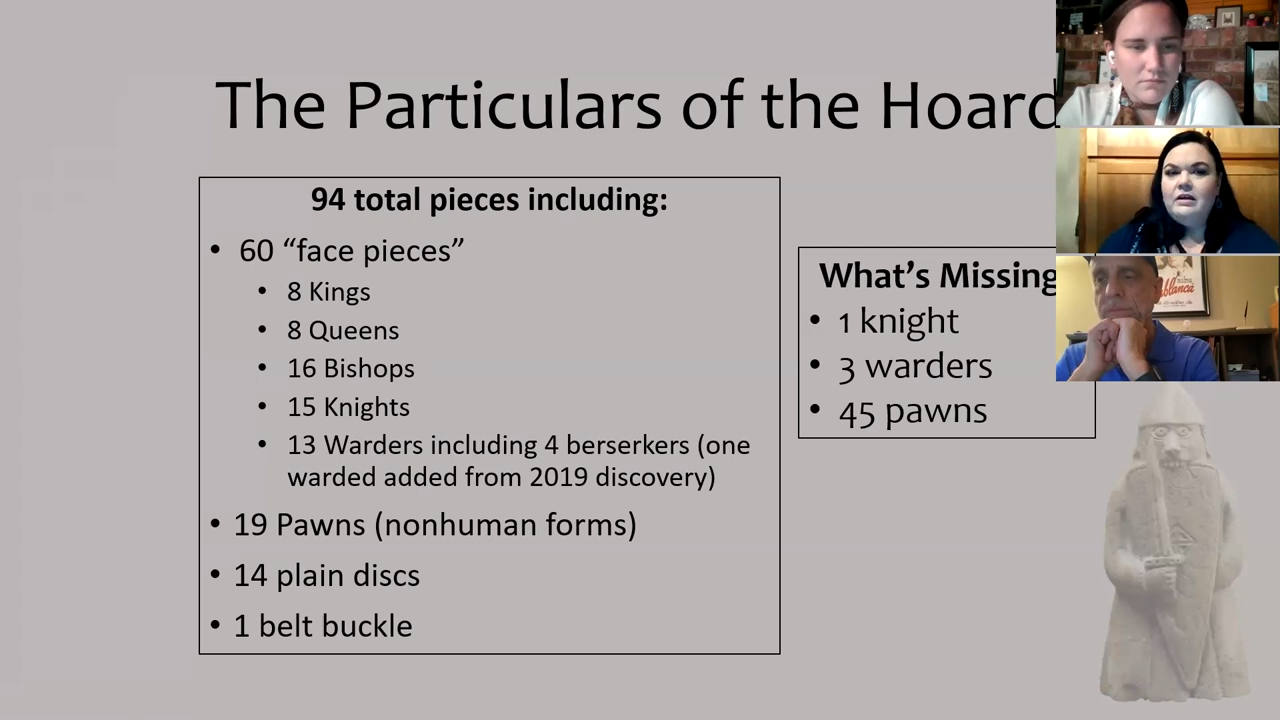 The Particulars of the Hoard
94 total pieces including:
• 60 “face pieces”
• 8 Kings
• 8 Queens
• 16 Bishops
• 15 Knights
• 13 Warders including 4 berserkers (one
warded added from 2019 discovery)
• 19 Pawns (nonhuman forms)
• 14 plain discs
• 1 belt buckle
What’s Missing
• 1 knight
• 3 warders
• 45 pawns